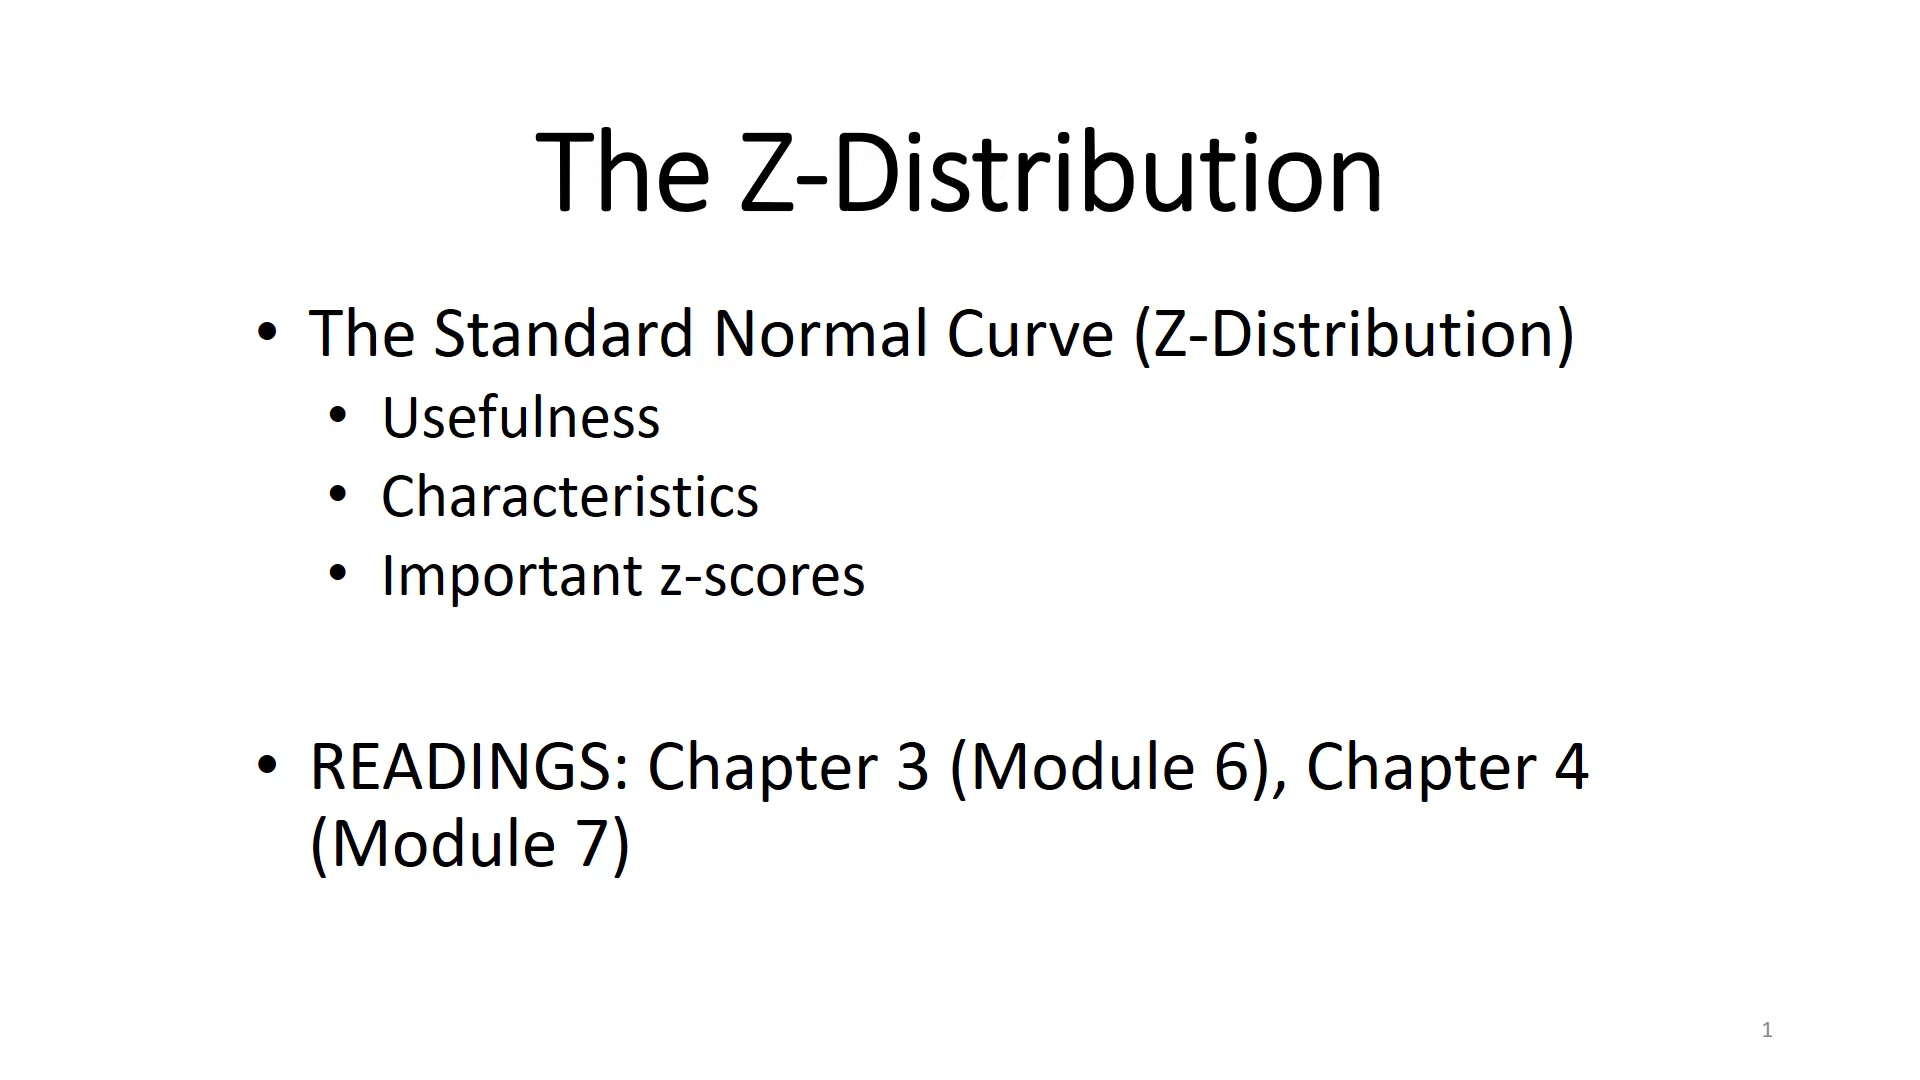 The Z-Distribution
• The Standard Normal Curve (Z-Distribution)
• Usefulness
• Characteristics
• Important z-scores
• READINGS: Chapter 3 (Module 6), Chapter 4
(Module 7)
1